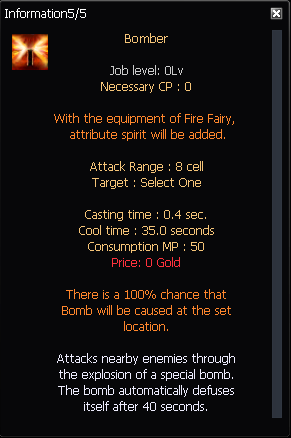 Information5/5
Bomber
Job level: 0Lv
Necessary CP : 0
With the equipment of Fire Fairy,
attribute spirit will be added.
Attack Range : 8 cell
Target : Select One
Casting time : 0.4 sec.
Cool time : 35.0 seconds
Consumption MP : 50
Price: 0 Gold
There is a 100% chance that
Bomb will be caused at the set
location.
Attacks nearby enemies through
the explosion of a special bomb.
The bomb automatically defuses
itself after 40 seconds.